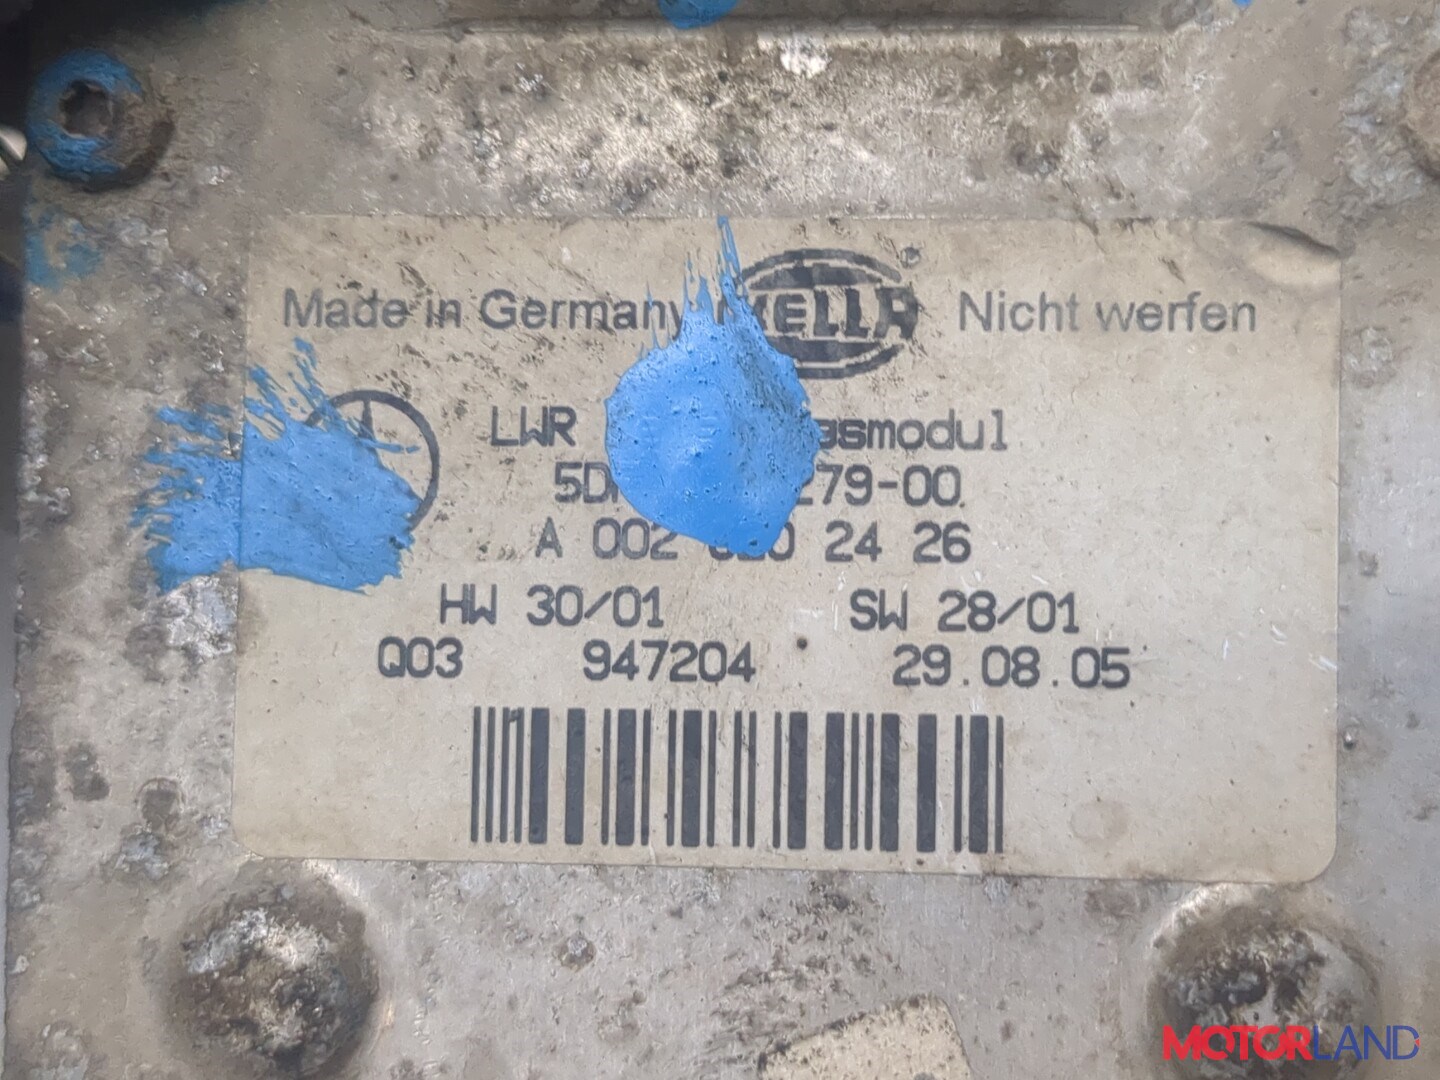 Made in Germany HELLA ® Nicht werfen
LWR
279-00
A 002 24 26
HW 30/01 SW 28/01
Q03 947204 29.08.05
MOTORLAND